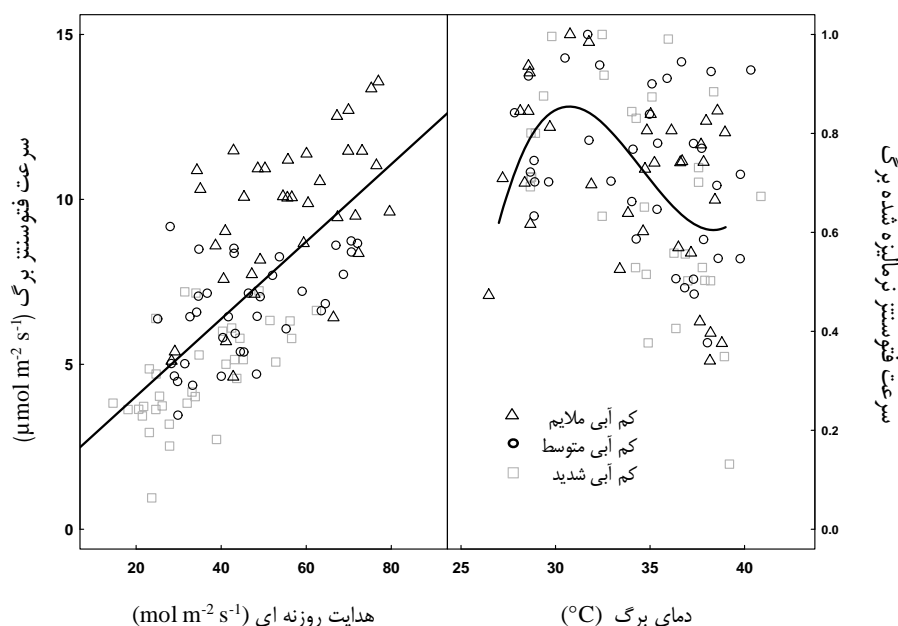 سرعت فتوسنتز برگ (µmol m⁻² s⁻¹)
15
10
5
0
20 40 60 80
هدایت روزنه ای (mol m⁻² s⁻¹)
کم آبی ملایم
کم آبی متوسط
کم آبی شدید
25 30 35 40
دمای برگ (°C)
1.0
0.8
0.6
0.4
0.2
0.0
سرعت فتوسنتز نرمالیزه شده برگ